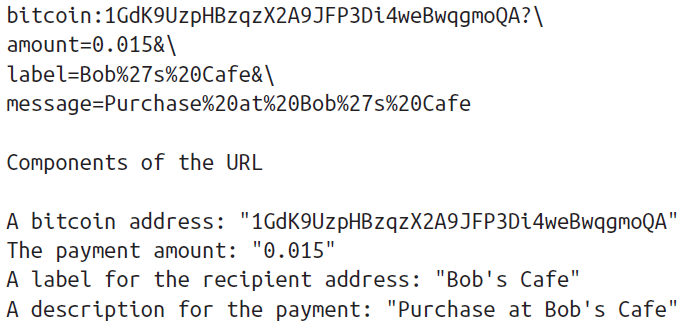 bitcoin:1GdK9UzpHBzqzX2A9JFP3Di4weBwqgmoQA?\
amount=0.015&\
label=Bob%27s%20Cafe&\
message=Purchase%20at%20Bob%27s%20Cafe
Components of the URL
A bitcoin address: "1GdK9UzpHBzqzX2A9JFP3Di4weBwqgmoQA"
The payment amount: "0.015"
A label for the recipient address: "Bob's Cafe"
A description for the payment: "Purchase at Bob's Cafe"